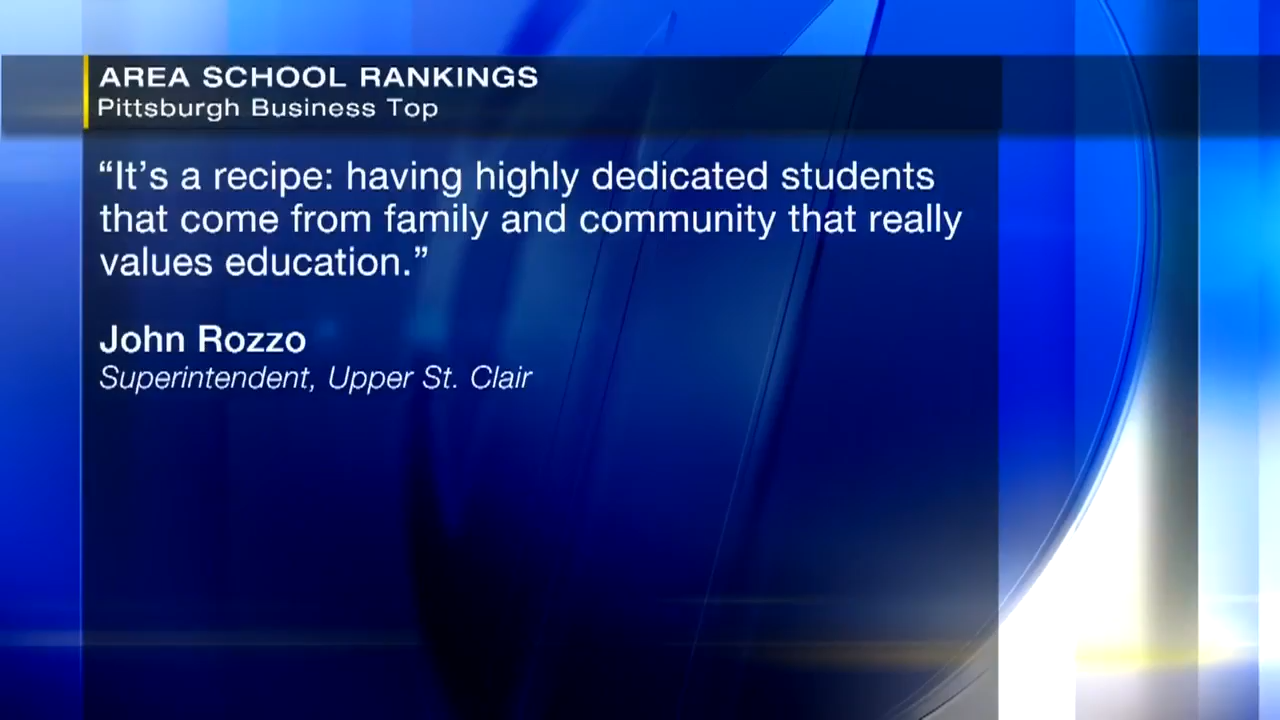 AREA SCHOOL RANKINGS
Pittsburgh Business Top
“It’s a recipe: having highly dedicated students
that come from family and community that really
values education.”
John Rozzo
Superintendent, Upper St. Clair